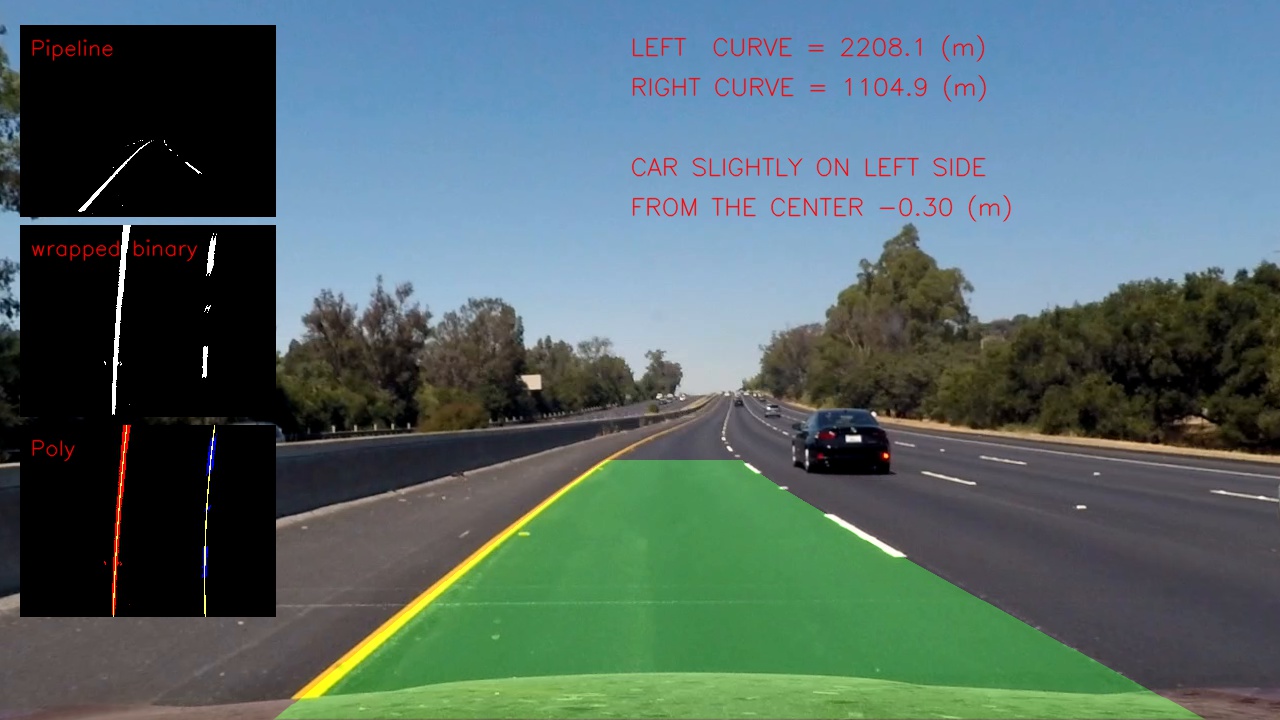 Pipeline
wrapped binary
Poly
LEFT CURVE = 2208.1 (m)
RIGHT CURVE = 1104.9 (m)
CAR SLIGHTLY ON LEFT SIDE
FROM THE CENTER -0.30 (m)